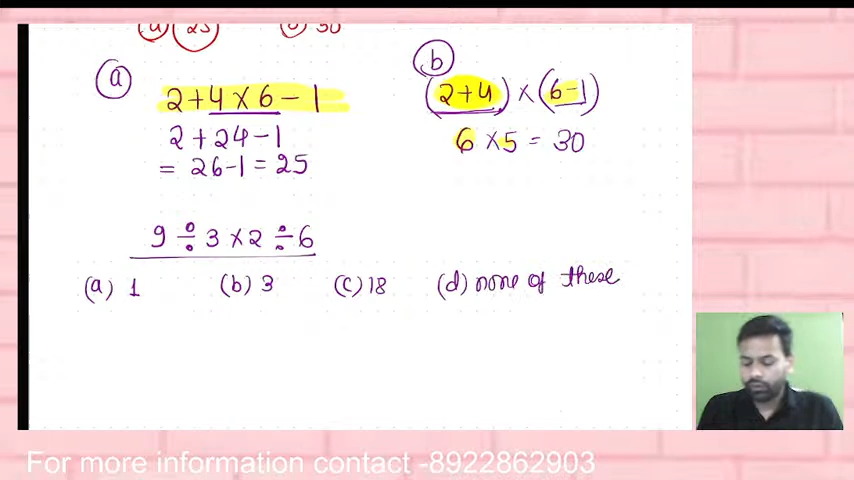 (a) 25 (c) 30
(a)
2+4×6-1
2+24-1
= 26-1=25
(b)
(2+4)×(6-1)
6×5=30
9÷3×2÷6
(a) 1 (b) 3 (c) 18 (d) none of these
For more information contact -8922862903